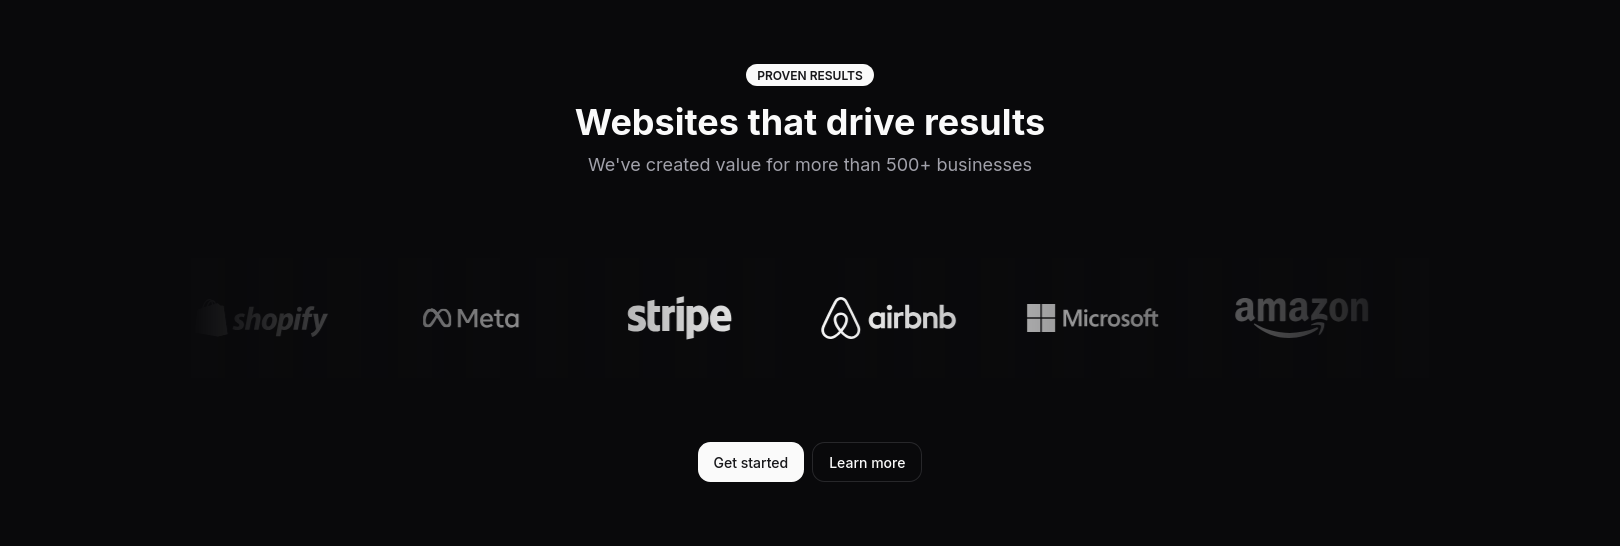 PROVEN RESULTS
Websites that drive results
We've created value for more than 500+ businesses
shopify Meta stripe airbnb Microsoft amazon
Get started Learn more